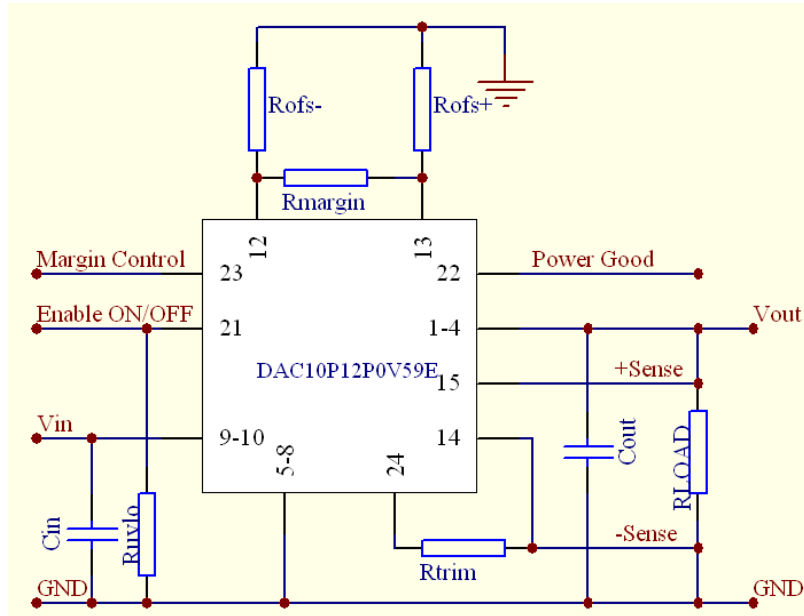 Rofs-
Rofs+
Rmargin
12
13
Margin Control
23
22
Power Good
Enable ON/OFF
21
1-4
Vout
DAC10P12P0V59E
15
+Sense
Vin
9-10
5-8
24
14
Cout
RLOAD
Cin
Ruvlo
Rtrim
-Sense
GND
GND